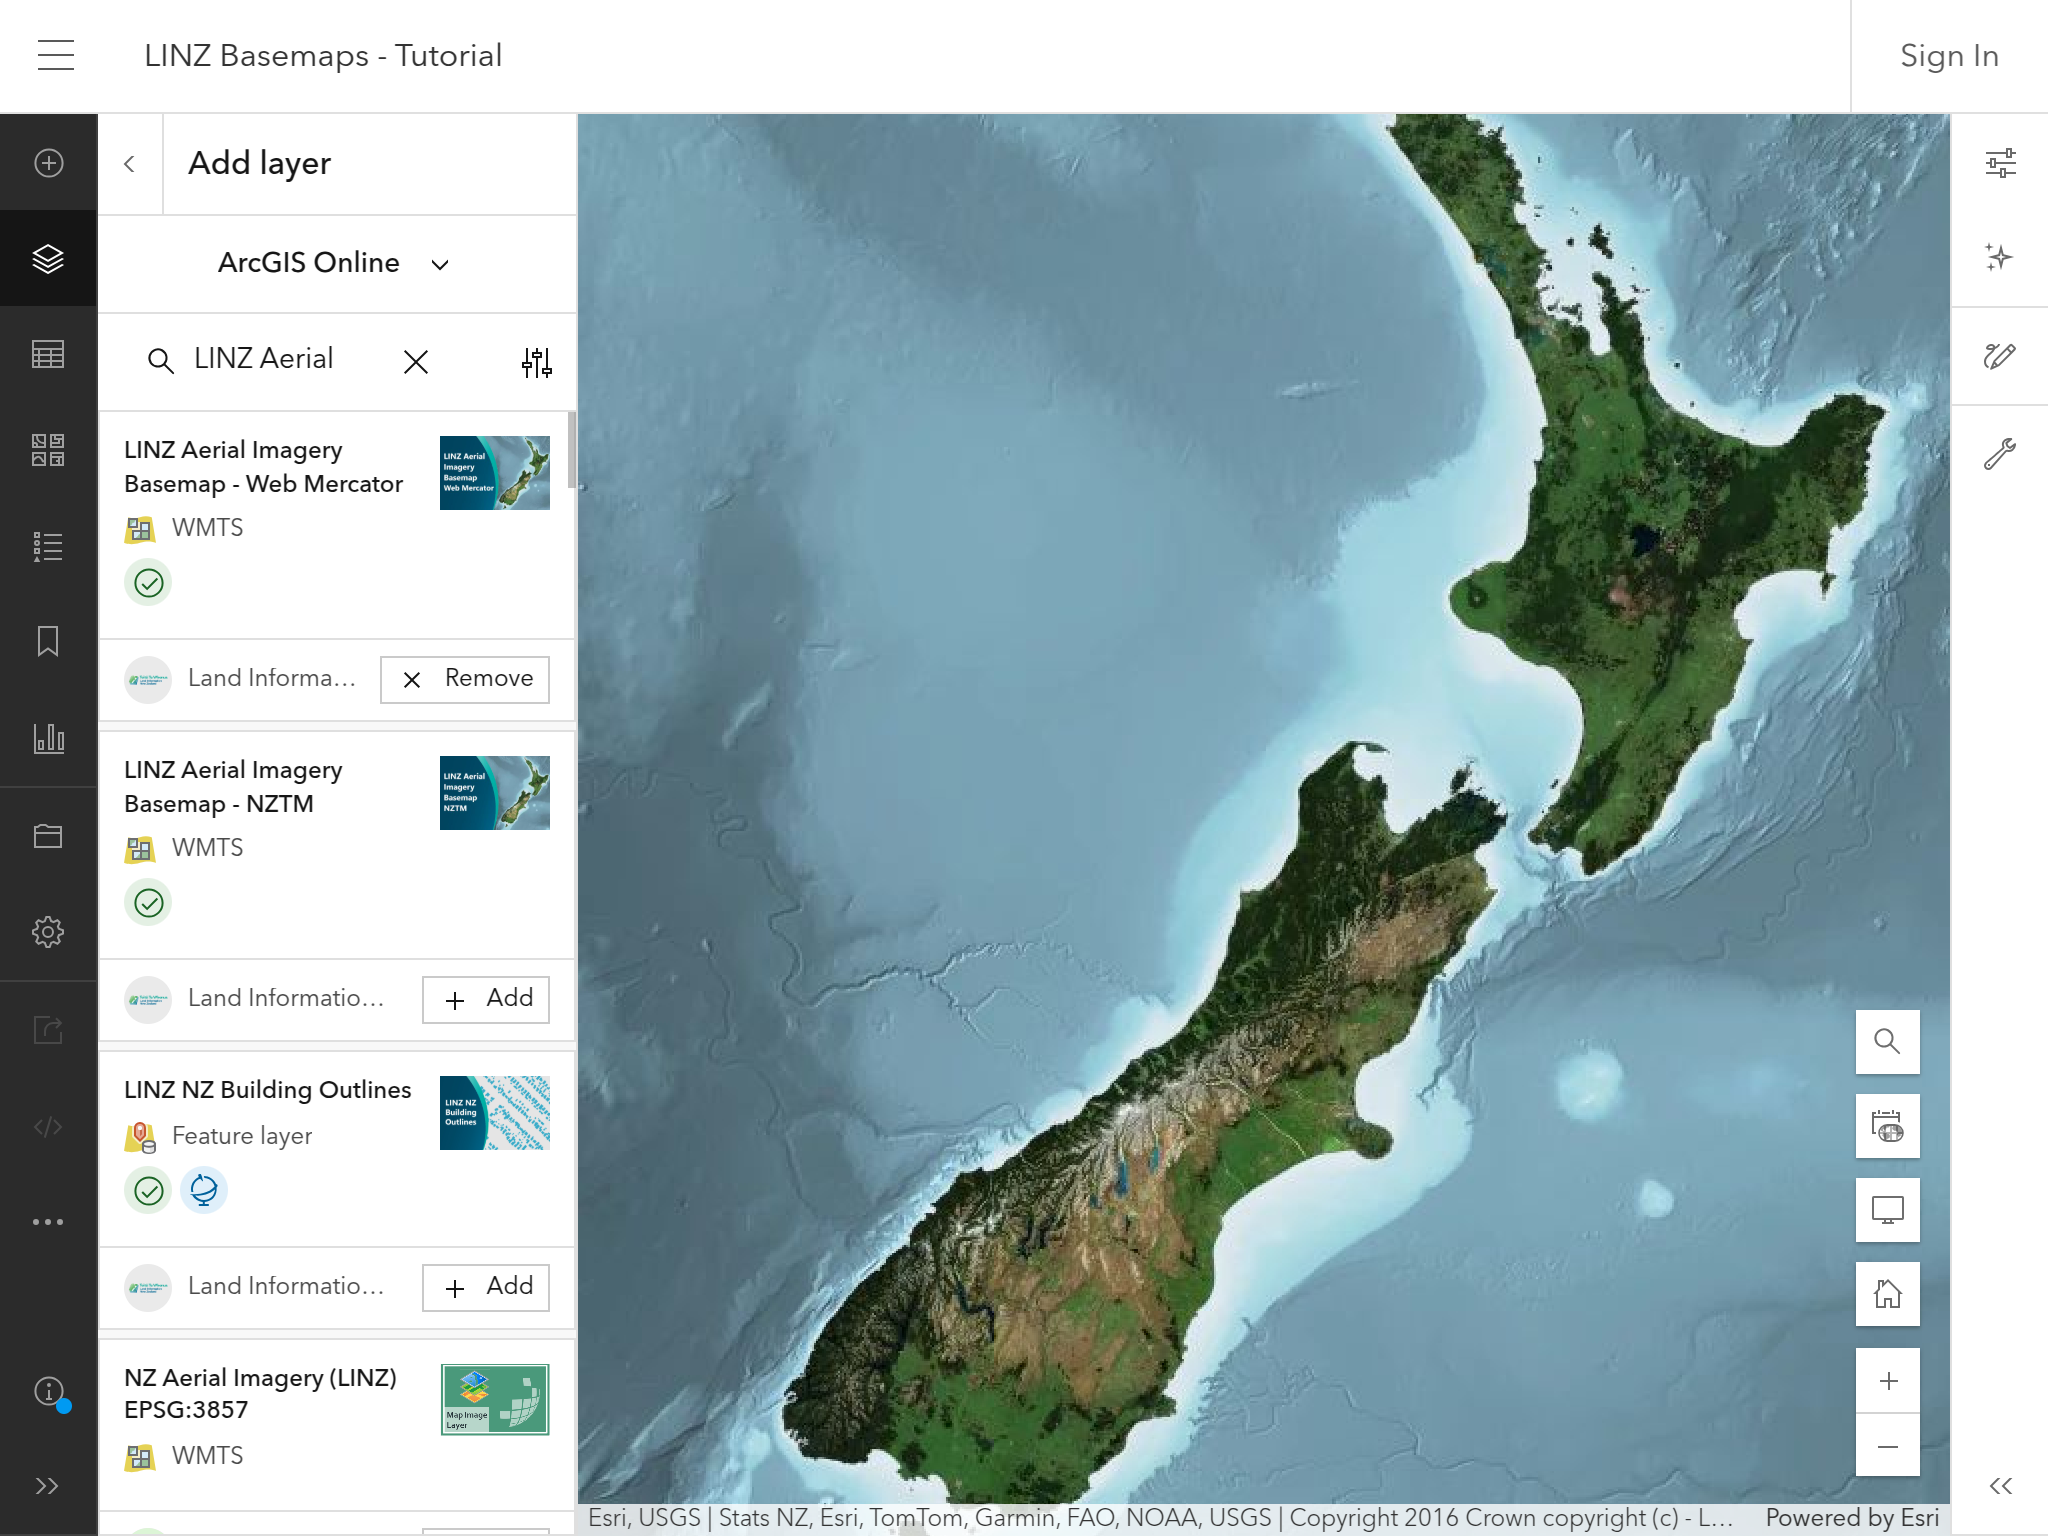 LINZ Basemaps - Tutorial
Sign In
Add layer
ArcGIS Online
LINZ Aerial
LINZ Aerial Imagery
Basemap - Web Mercator
WMTS
LINZ Aerial
Imagery
Basemap
Web Mercator
Land Informa...
Remove
LINZ Aerial Imagery
Basemap - NZTM
WMTS
LINZ Aerial
Imagery
Basemap
NZTM
Land Informatio...
Add
LINZ NZ Building Outlines
Feature layer
LINZ NZ
Building
Outlines
Land Informatio...
Add
NZ Aerial Imagery (LINZ)
EPSG:3857
WMTS
Map Image
Layer
Esri, USGS | Stats NZ, Esri, TomTom, Garmin, FAO, NOAA, USGS | Copyright 2016 Crown copyright (c) - L...
Powered by Esri